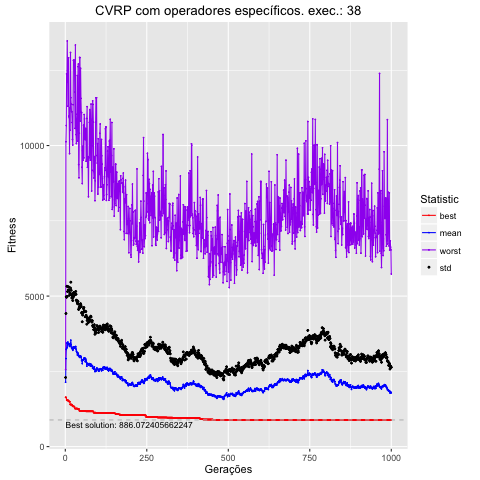 CVRP com operadores específicos. exec.: 38
Fitness
10000
5000
0
Best solution: 886.072405662247
0
250
500
750
1000
Gerações
Statistic
best
mean
worst
std